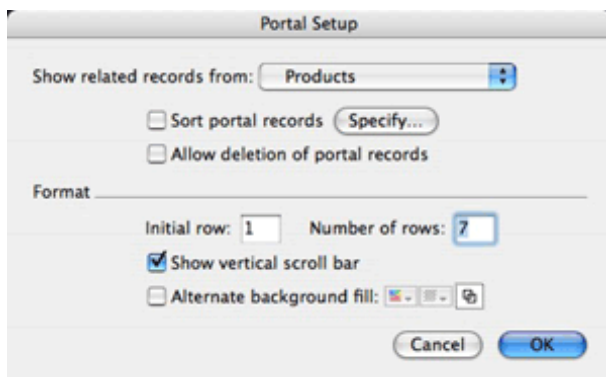 Portal Setup
Show related records from: Products
Sort portal records Specify...
Allow deletion of portal records
Format
Initial row: 1 Number of rows: 7
Show vertical scroll bar
Alternate background fill:
Cancel OK